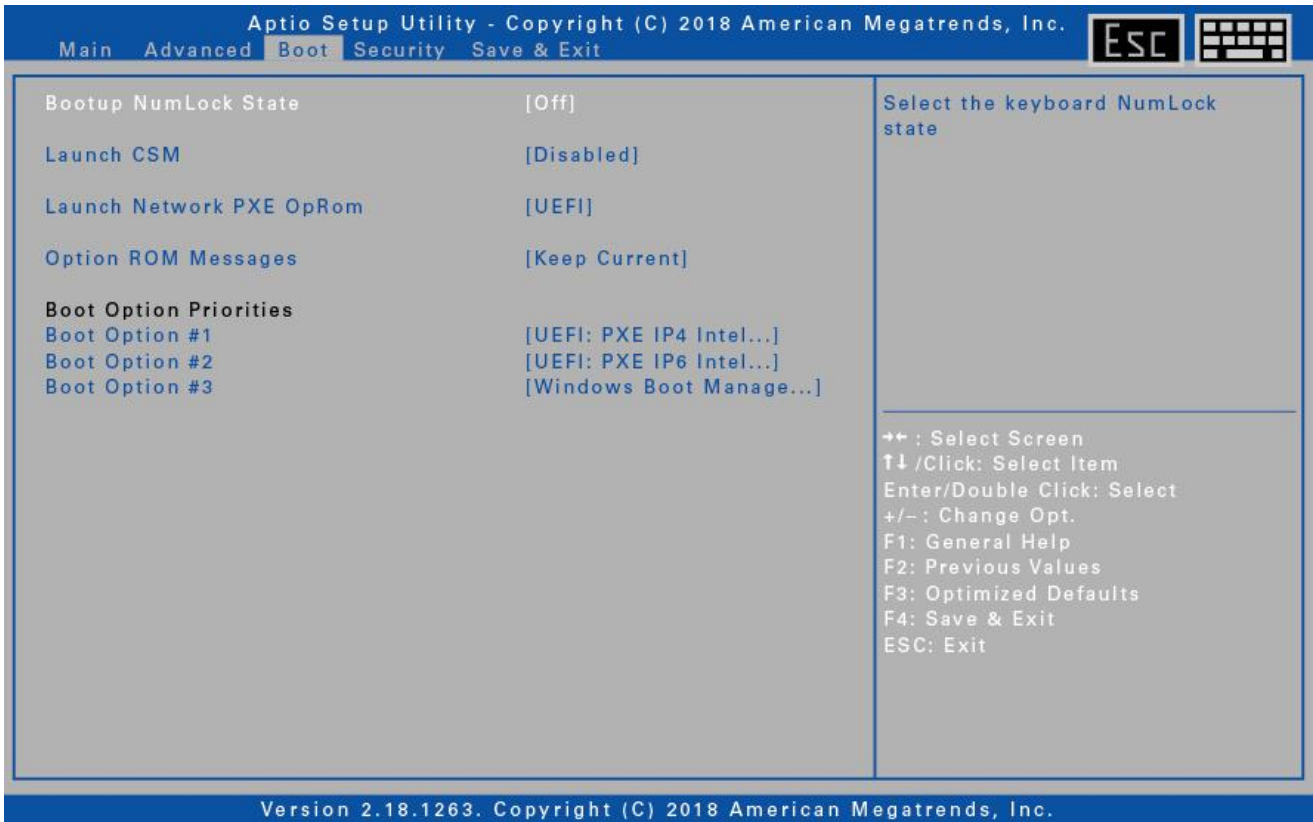 Aptio Setup Utility - Copyright (C) 2018 American Megatrends, Inc.
Main Advanced Boot Security Save & Exit
ESC
Bootup NumLock State [Off]
Launch CSM [Disabled]
Launch Network PXE OpRom [UEFI]
Option ROM Messages [Keep Current]
Boot Option Priorities
Boot Option #1 [UEFI: PXE IP4 Intel...]
Boot Option #2 [UEFI: PXE IP6 Intel...]
Boot Option #3 [Windows Boot Manage...]
Select the keyboard NumLock
state
→← : Select Screen
↑↓ /Click: Select Item
Enter/Double Click: Select
+/– : Change Opt.
F1: General Help
F2: Previous Values
F3: Optimized Defaults
F4: Save & Exit
ESC: Exit
Version 2.18.1263. Copyright (C) 2018 American Megatrends, Inc.